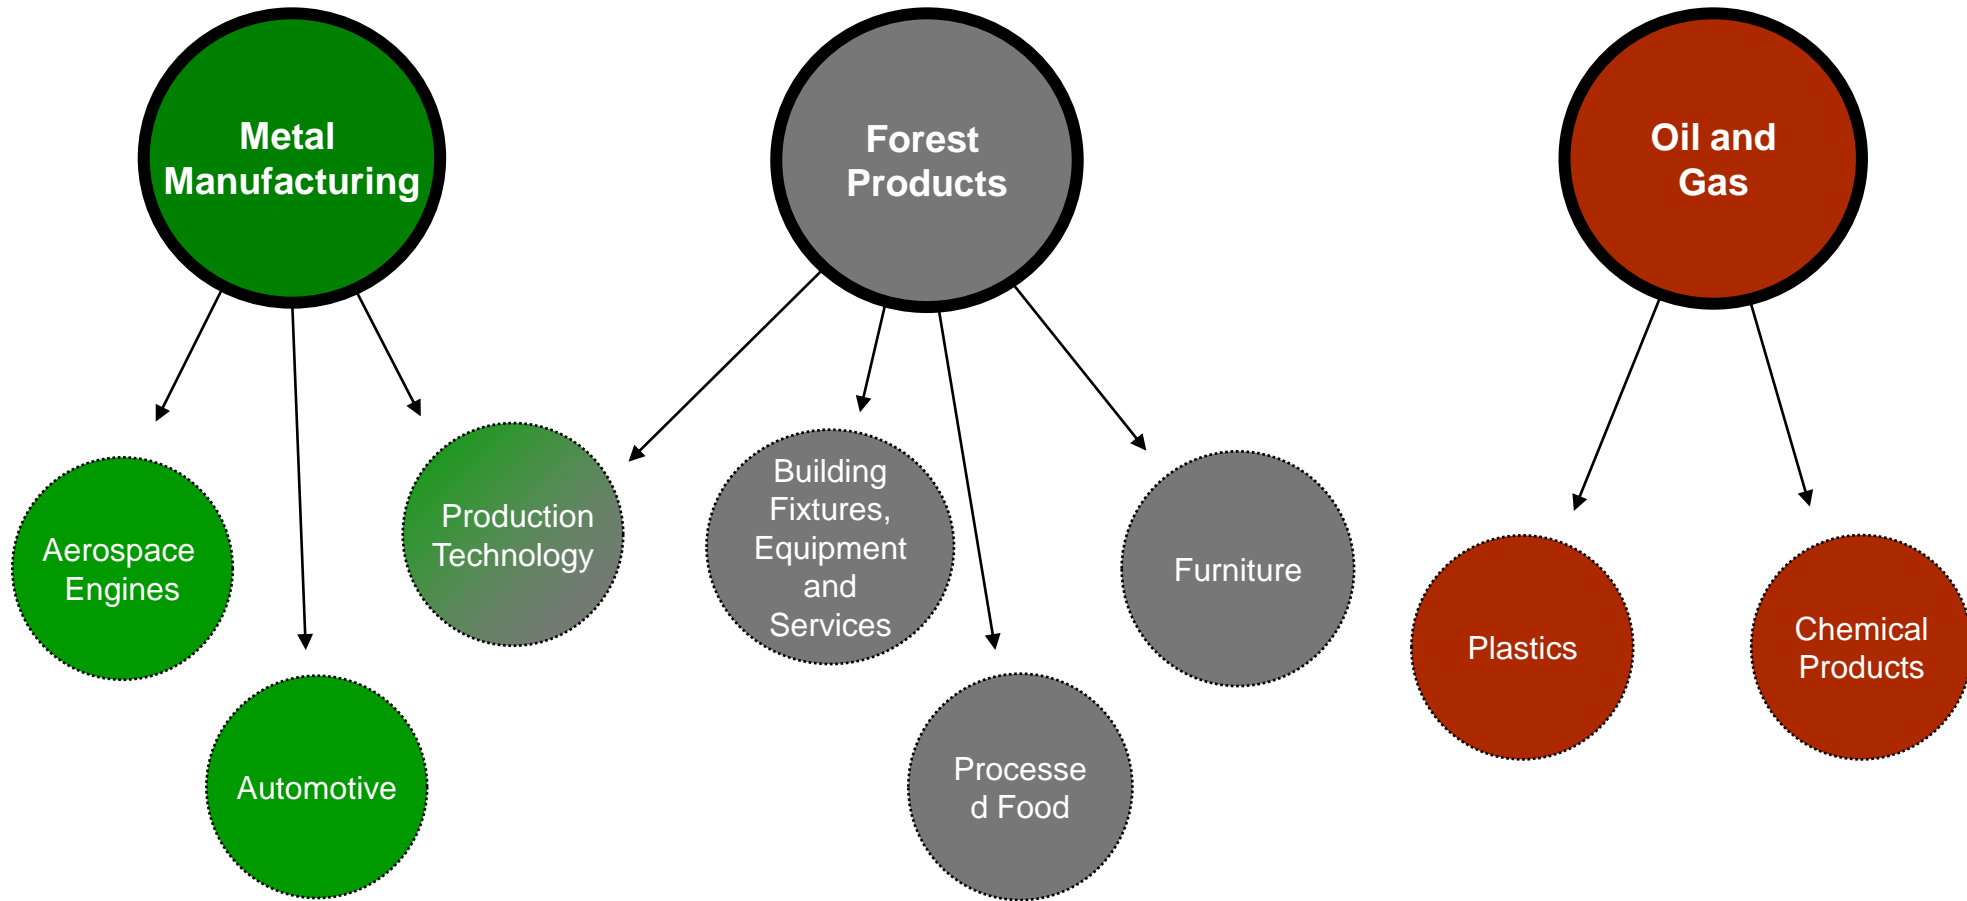 Metal
Manufacturing
Forest
Products
Oil and
Gas
Aerospace
Engines
Automotive
Production
Technology
Building
Fixtures,
Equipment
and
Services
Processe
d Food
Furniture
Plastics
Chemical
Products